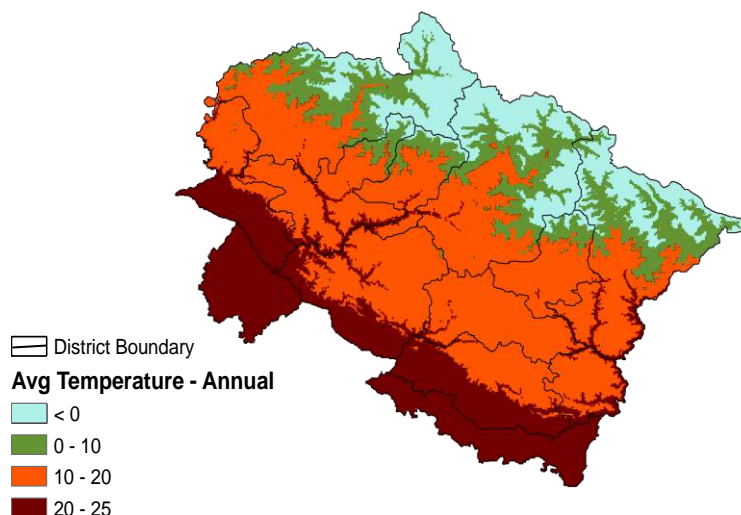 District Boundary
Avg Temperature - Annual
< 0
0 - 10
10 - 20
20 - 25